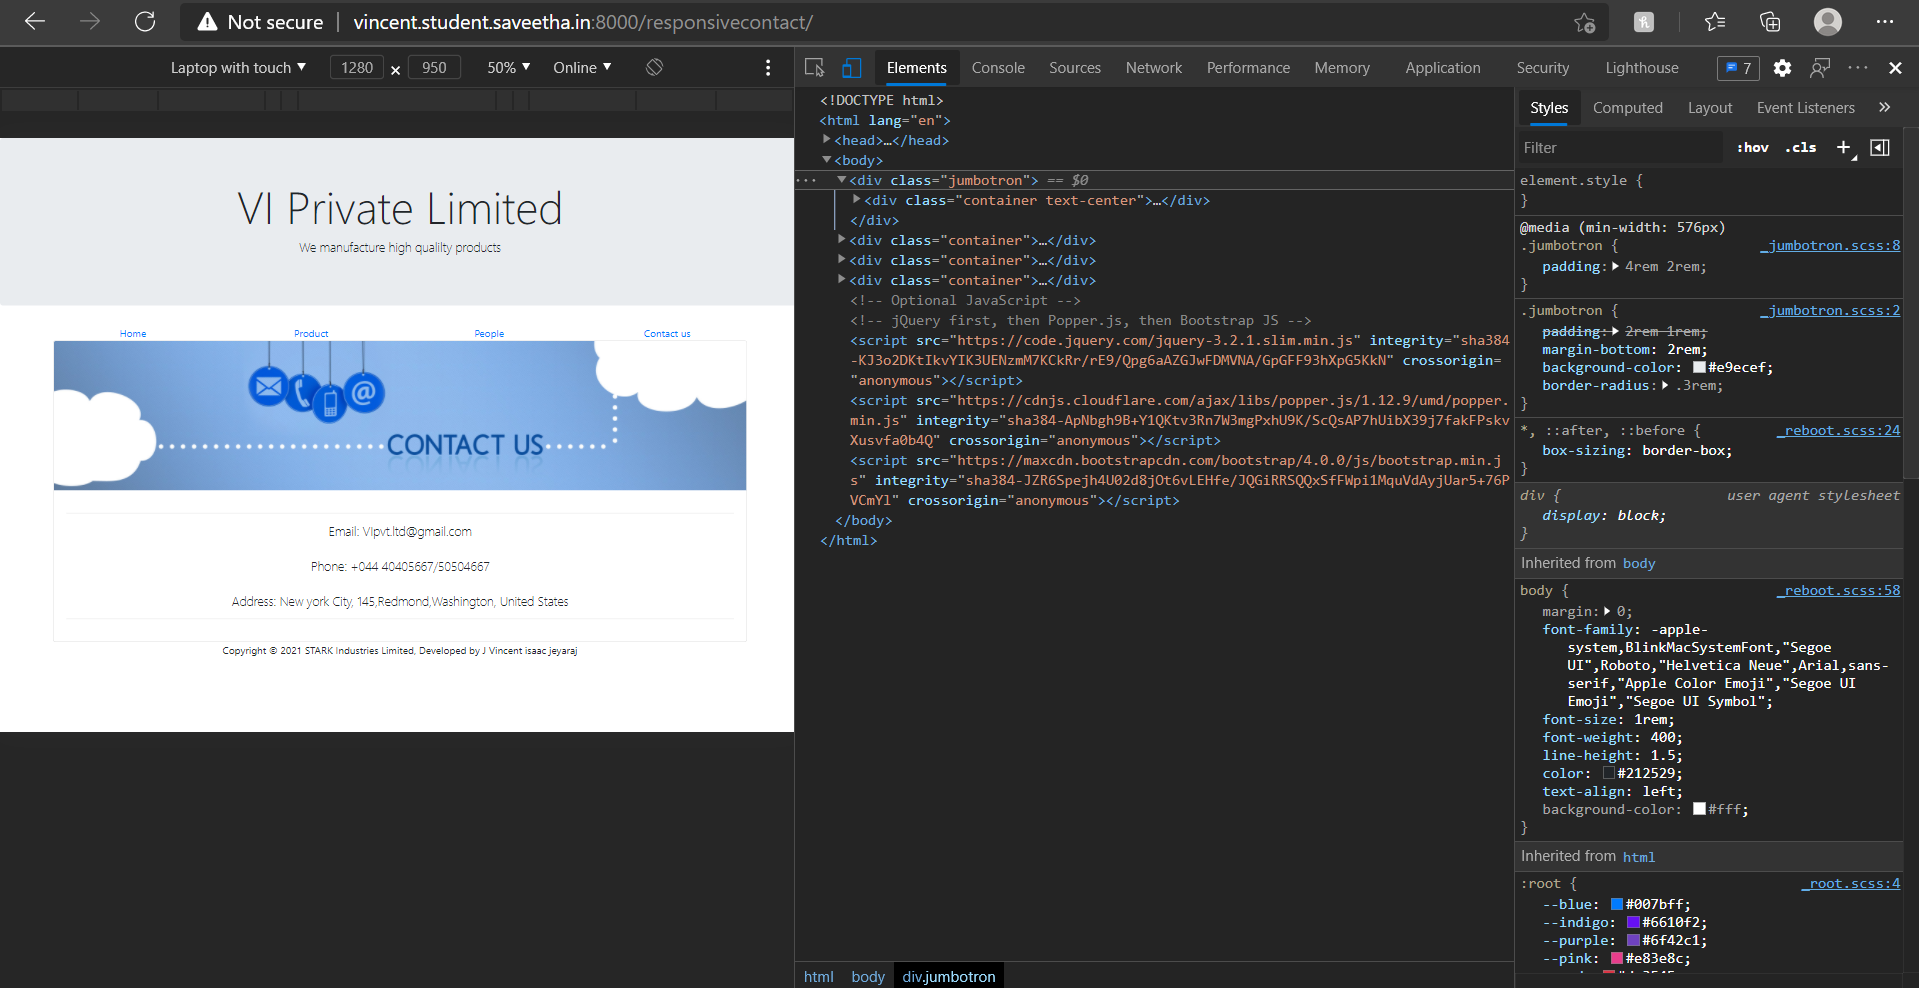 Not secure | vincent.student.saveetha.in:8000/responsivecontact/
Laptop with touch ▼ 1280 x 950 50% ▼ Online ▼
VI Private Limited
We manufacture high qualilty products
Home Product People Contact us
CONTACT US
Email: VIpvt.ltd@gmail.com
Phone: +044 40405667/50504667
Address: New york City, 145,Redmond,Washington, United States
Copyright © 2021 STARK Industries Limited, Developed by J Vincent isaac jeyaraj
Elements Console Sources Network Performance Memory Application Security Lighthouse 7
<!DOCTYPE html>
<html lang="en">
<head>…</head>
<body>
<div class="jumbotron"> == $0
<div class="container text-center">…</div>
</div>
<div class="container">…</div>
<div class="container">…</div>
<div class="container">…</div>
<!-- Optional JavaScript -->
<!-- jQuery first, then Popper.js, then Bootstrap JS -->
<script src="https://code.jquery.com/jquery-3.2.1.slim.min.js" integrity="sha384
-KJ3o2DKtIkvYIK3UENzmM7KCkRr/rE9/Qpg6aAZGJwFDMVNA/GpGFF93hXpG5KkN" crossorigin=
"anonymous"></script>
<script src="https://cdnjs.cloudflare.com/ajax/libs/popper.js/1.12.9/umd/popper.
min.js" integrity="sha384-ApNbgh9B+Y1QKtv3Rn7W3mgPxhU9K/ScQsAP7hUibX39j7fakFPskv
Xusvfa0b4Q" crossorigin="anonymous"></script>
<script src="https://maxcdn.bootstrapcdn.com/bootstrap/4.0.0/js/bootstrap.min.j
s" integrity="sha384-JZR6Spejh4U02d8jOt6vLEHfe/JQGiRRSQQxSfFWpi1MquVdAyjUar5+76P
VCmYl" crossorigin="anonymous"></script>
</body>
</html>
html body div.jumbotron
Styles Computed Layout Event Listeners »
Filter :hov .cls +
element.style {
}
@media (min-width: 576px)
.jumbotron { _jumbotron.scss:8
padding: 4rem 2rem;
}
.jumbotron { _jumbotron.scss:2
padding: 2rem 1rem;
margin-bottom: 2rem;
background-color: #e9ecef;
border-radius: .3rem;
}
*, ::after, ::before { _reboot.scss:24
box-sizing: border-box;
}
div { user agent stylesheet
display: block;
}
Inherited from body
body { _reboot.scss:58
margin: 0;
font-family: -apple-
system,BlinkMacSystemFont,"Segoe
UI",Roboto,"Helvetica Neue",Arial,sans-
serif,"Apple Color Emoji","Segoe UI
Emoji","Segoe UI Symbol";
font-size: 1rem;
font-weight: 400;
line-height: 1.5;
color: #212529;
text-align: left;
background-color: #fff;
}
Inherited from html
:root { _root.scss:4
--blue: #007bff;
--indigo: #6610f2;
--purple: #6f42c1;
--pink: #e83e8c;